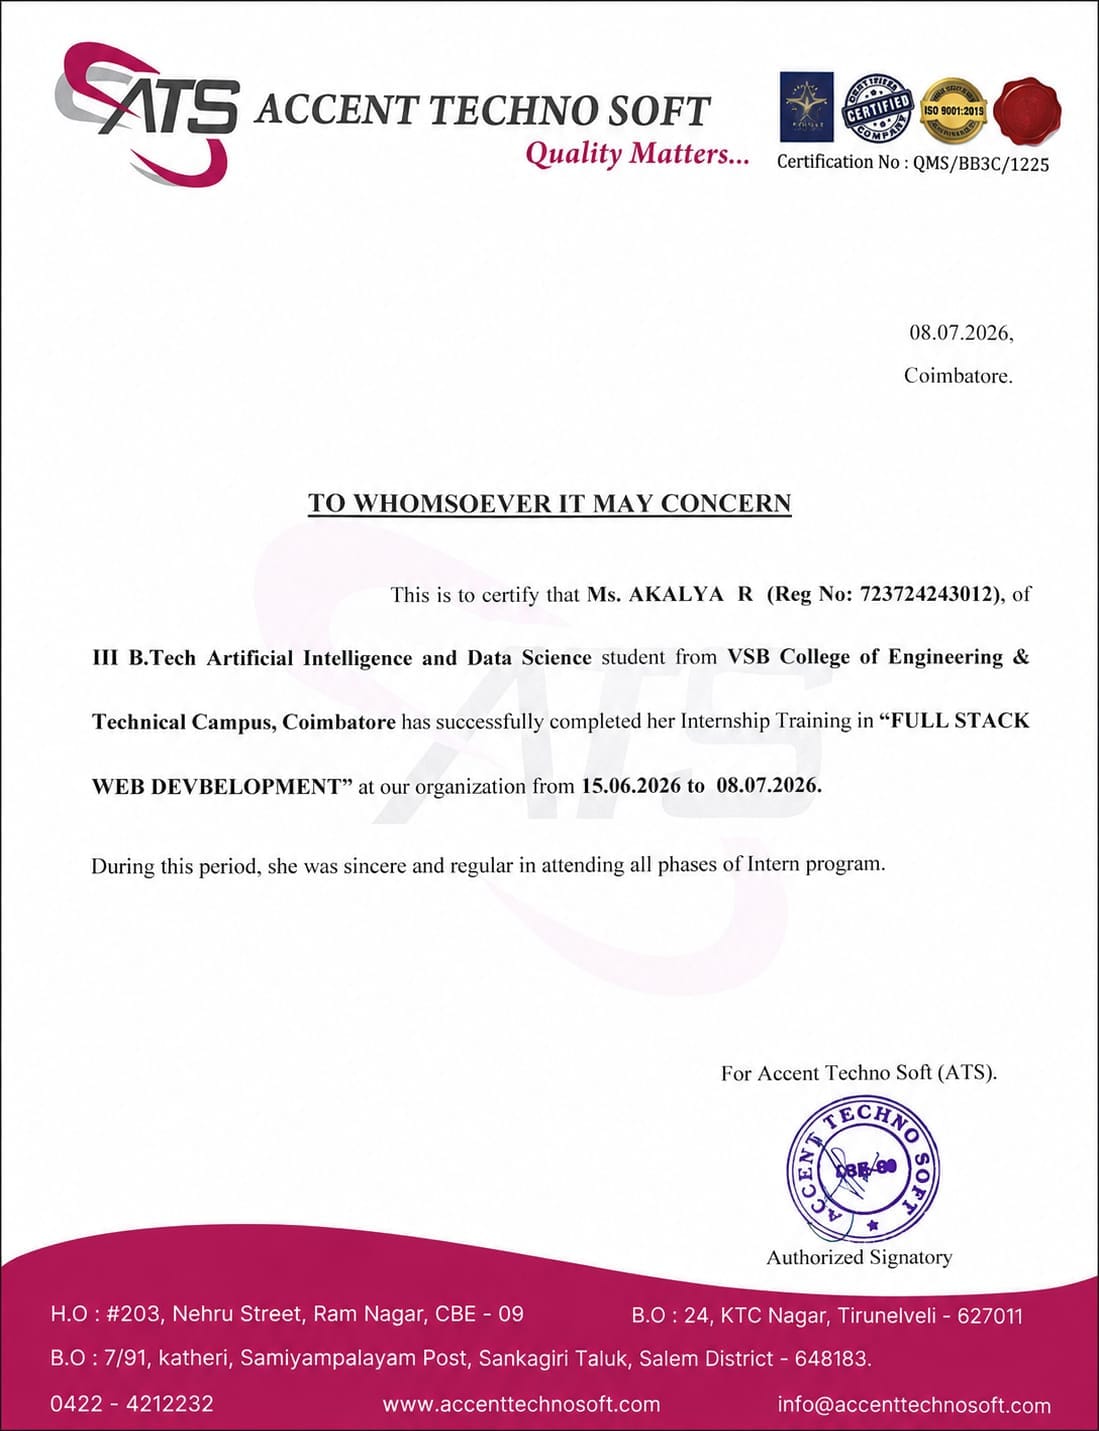 ATS ACCENT TECHNO SOFT
Quality Matters...
CERTIFIED
COMPANY
ISO 9001:2015
Certification No : QMS/BB3C/1225
08.07.2026,
Coimbatore.
TO WHOMSOEVER IT MAY CONCERN
This is to certify that Ms. AKALYA R (Reg No: 723724243012), of
III B.Tech Artificial Intelligence and Data Science student from VSB College of Engineering &
Technical Campus, Coimbatore has successfully completed her Internship Training in “FULL STACK
WEB DEVBELOPMENT” at our organization from 15.06.2026 to 08.07.2026.
During this period, she was sincere and regular in attending all phases of Intern program.
ATS
For Accent Techno Soft (ATS).
ACCENT TECHNO SOFT
Authorized Signatory
H.O : #203, Nehru Street, Ram Nagar, CBE - 09
B.O : 24, KTC Nagar, Tirunelveli - 627011
B.O : 7/91, katheri, Samiyampalayam Post, Sankagiri Taluk, Salem District - 648183.
0422 - 4212232
www.accenttechnosoft.com
info@accenttechnosoft.com